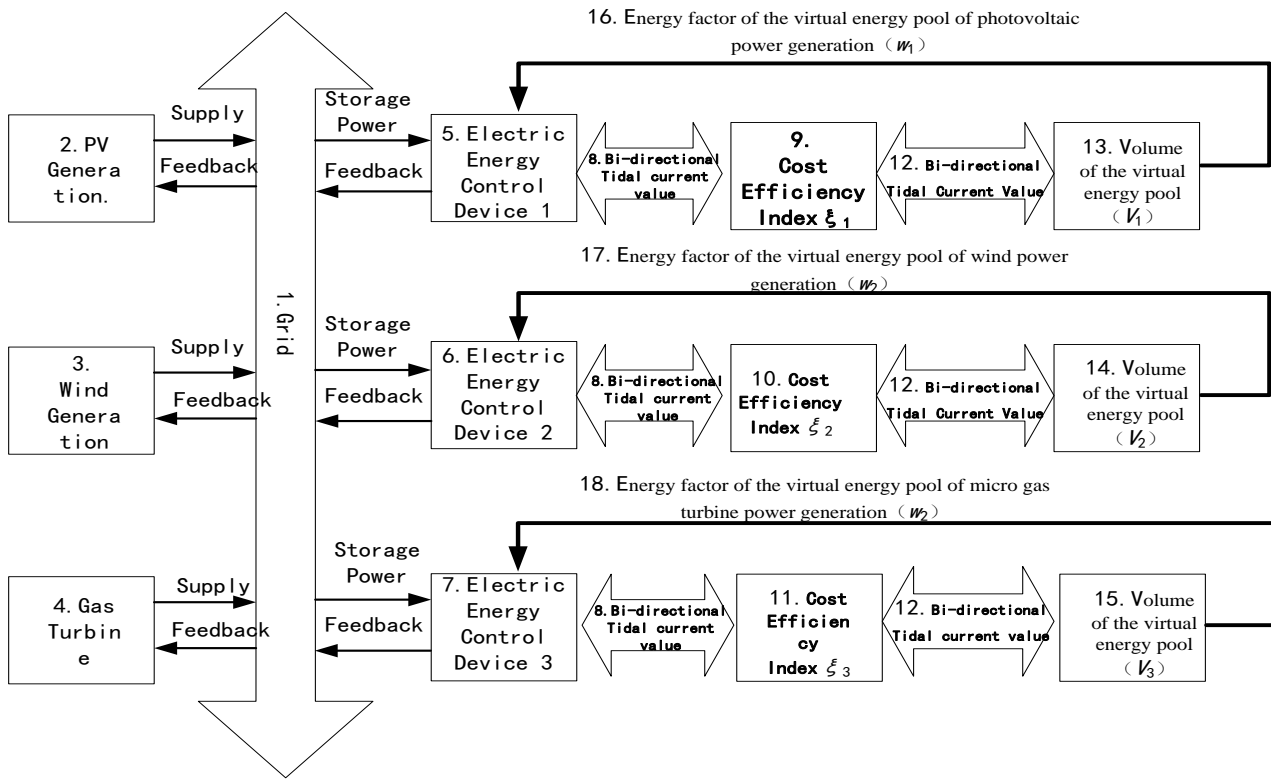 16. Energy factor of the virtual energy pool of photovoltaic
power generation（w1）
Supply
Feedback
2. PV
Genera
tion.
Storage
Power
Feedback
5. Electric
Energy
Control
Device 1
8. Bi-directional
Tidal current
value
9.
Cost
Efficiency
Index ξ1
12. Bi-directional
Tidal Current Value
13. Volume
of the virtual
energy pool
（V1）
1. Grid
17. Energy factor of the virtual energy pool of wind power
generation（w2）
Supply
Feedback
3.
Wind
Genera
tion
Storage
Power
Feedback
6. Electric
Energy
Control
Device 2
8. Bi-directional
Tidal current
value
10. Cost
Efficiency
Index ξ2
12. Bi-directional
Tidal Current Value
14. Volume
of the virtual
energy pool
（V2）
18. Energy factor of the virtual energy pool of micro gas
turbine power generation（w2）
Supply
Feedback
4. Gas
Turbin
e
Storage
Power
Feedback
7. Electric
Energy
Control
Device 3
8. Bi-directional
Tidal current
value
11. Cost
Efficien
cy
Index ξ3
12. Bi-directional
Tidal current value
15. Volume
of the virtual
energy pool
（V3）